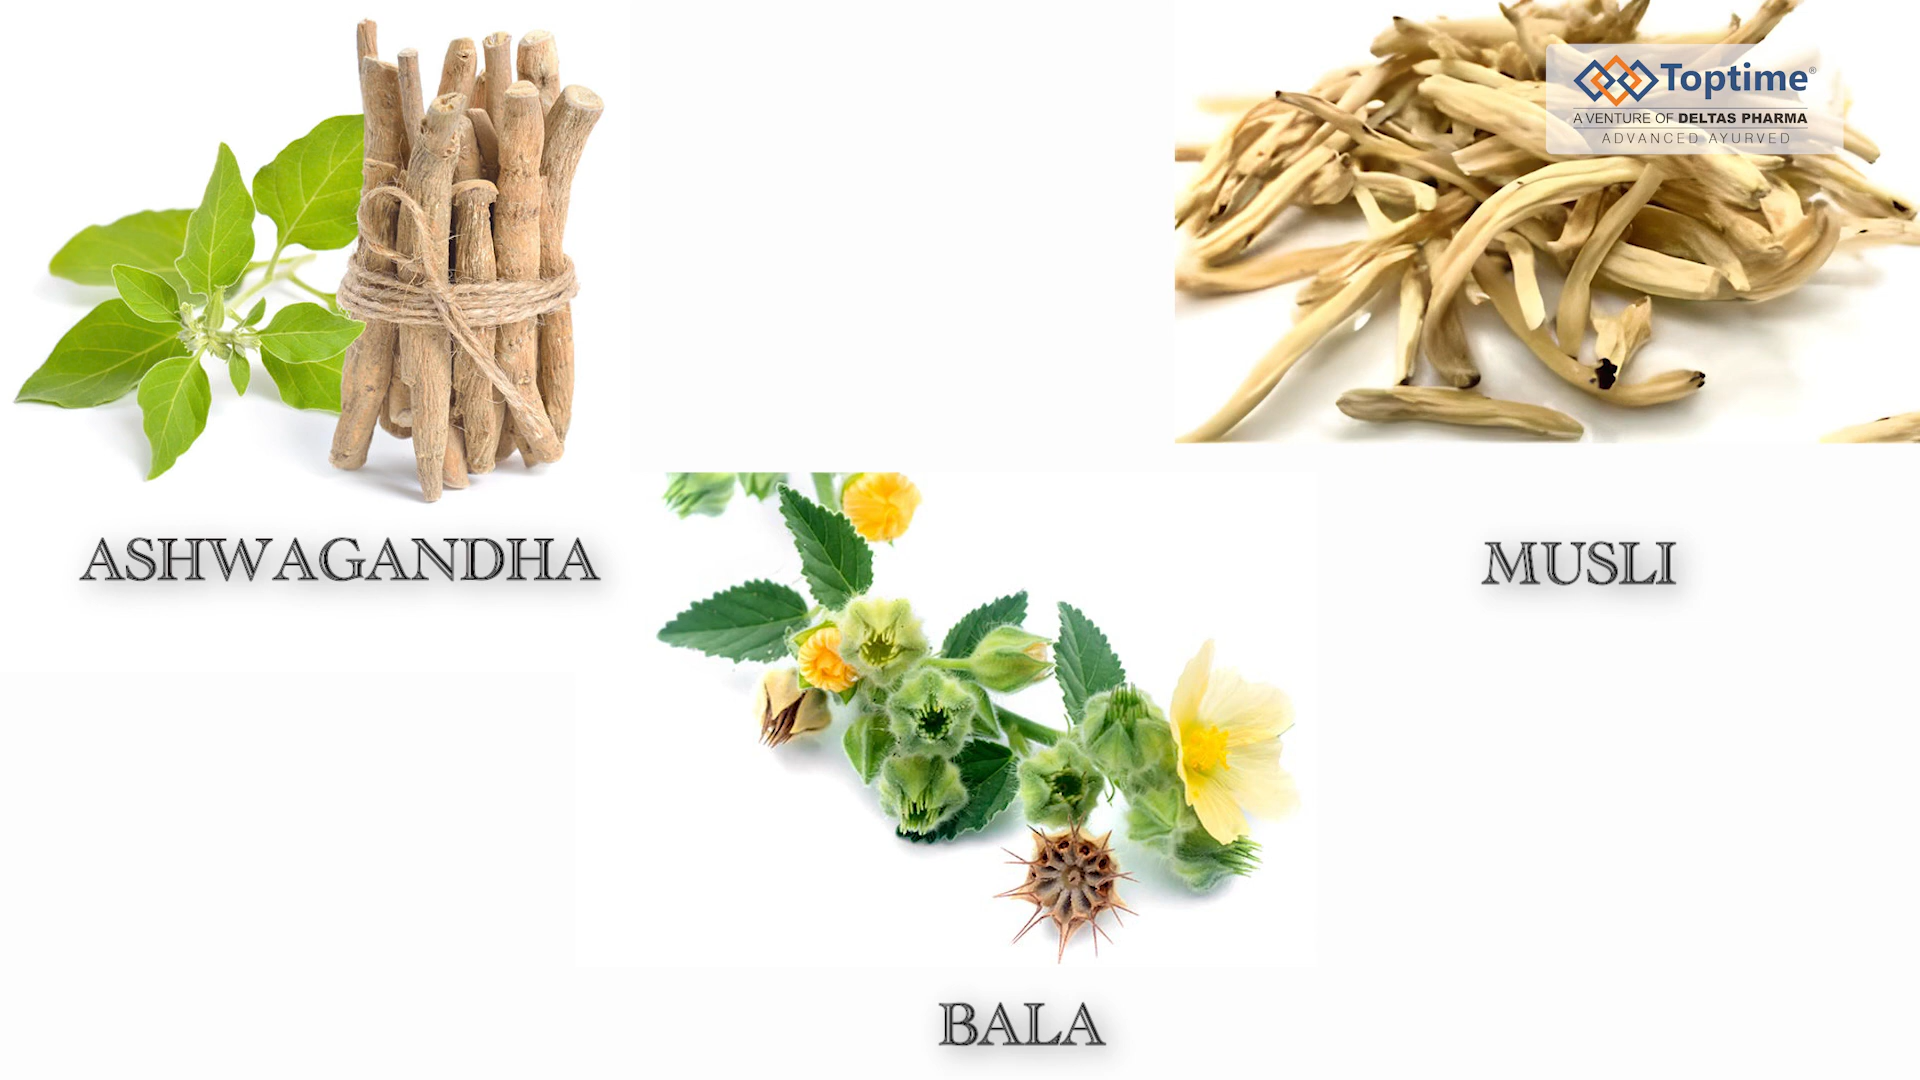 Toptime®
A VENTURE OF DELTAS PHARMA
ADVANCED AYURVED
ASHWAGANDHA
MUSLI
BALA